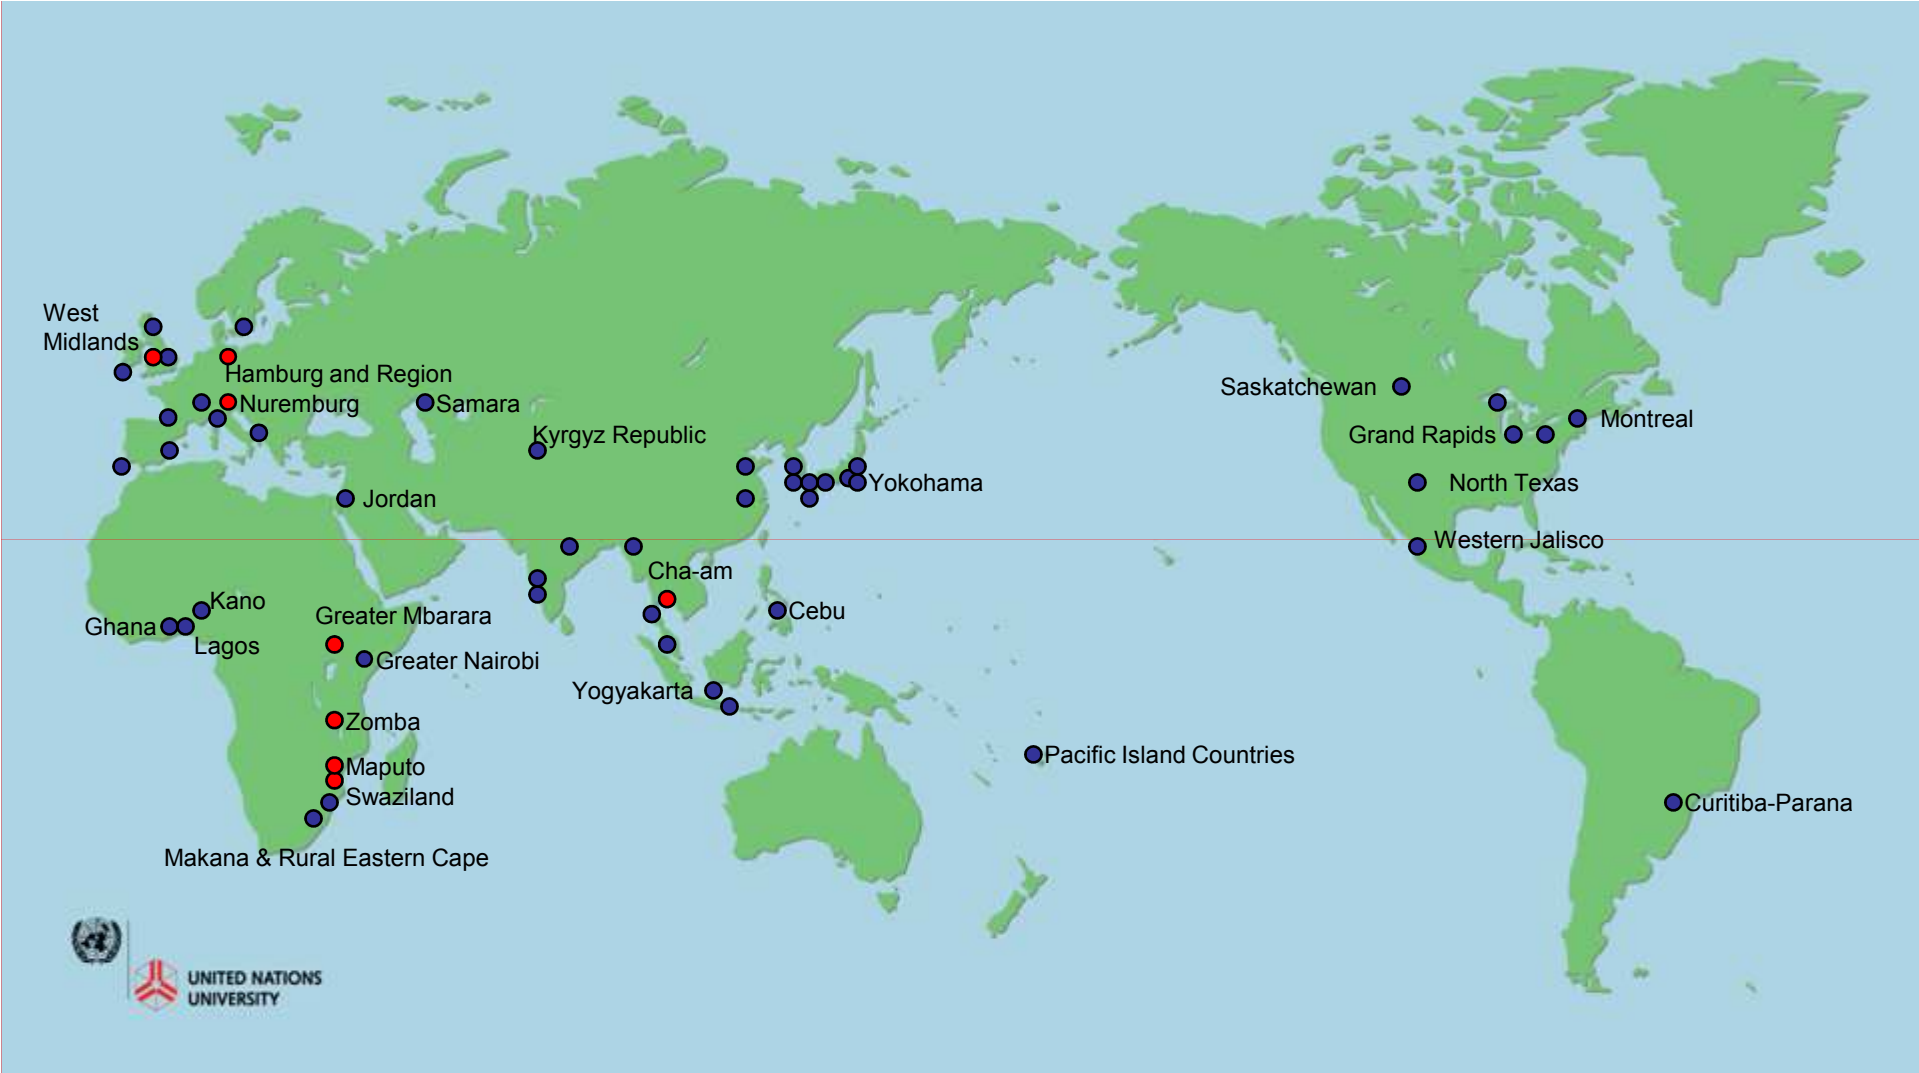 West
Midlands
Hamburg and Region
Nuremburg
Samara
Kyrgyz Republic
Saskatchewan
Grand Rapids
Montreal
Jordan
Yokohama
North Texas
Western Jalisco
Cha-am
Kano
Ghana
Lagos
Greater Mbarara
Cebu
Greater Nairobi
Yogyakarta
Zomba
Pacific Island Countries
Maputo
Swaziland
Curitiba-Parana
Makana & Rural Eastern Cape
UNITED NATIONS
UNIVERSITY